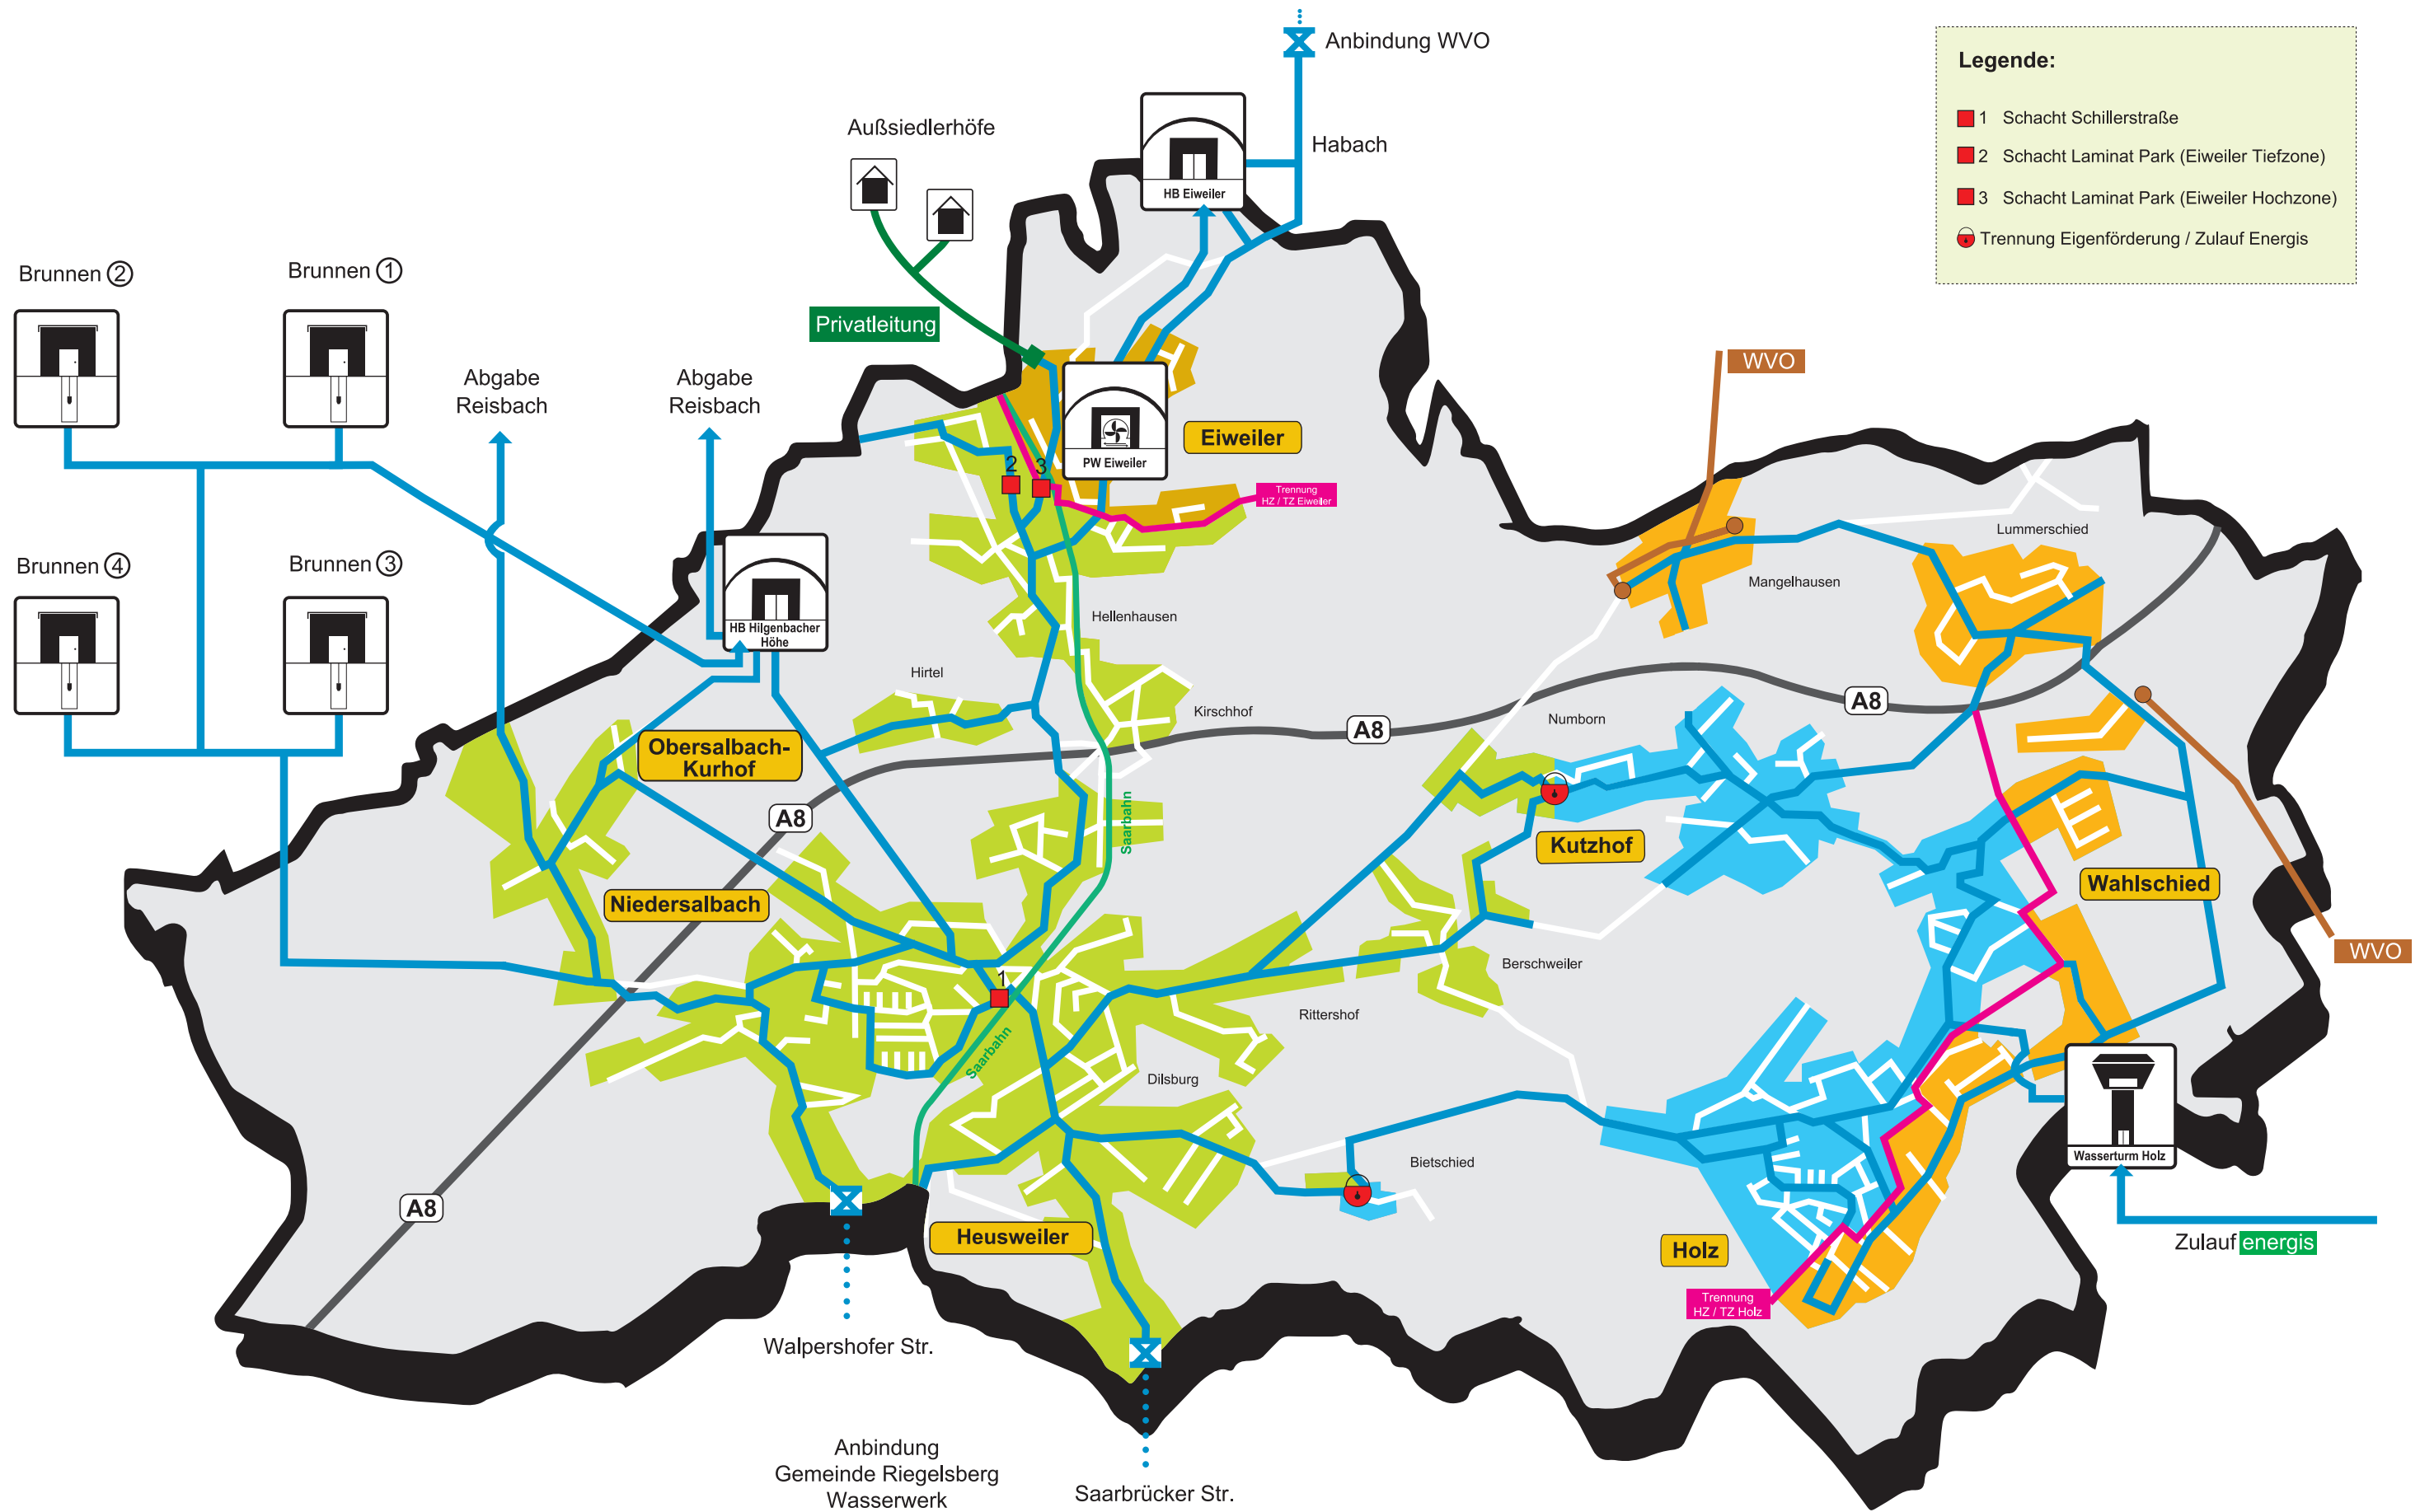 Anbindung WVO
Legende:
1 Schacht Schillerstraße
2 Schacht Laminat Park (Eiweiler Tiefzone)
3 Schacht Laminat Park (Eiweiler Hochzone)
Trennung Eigenförderung / Zulauf Energis
Außsiedlerhöfe
Habach
HB Eiweiler
Brunnen 2
Brunnen 1
Privatleitung
WVO
Abgabe
Reisbach
Abgabe
Reisbach
Eiweiler
PW Eiweiler
2
3
Trennung
HZ / TZ Eiweiler
Lummerschied
Brunnen 4
Brunnen 3
Mangelhausen
Hellenhausen
HB Hilgenbacher
Höhe
Hirtel
Kirschhof
A8
A8
Numborn
Obersalbach-
Kurhof
A8
Saarbahn
Kutzhof
Wahlschied
Niedersalbach
WVO
Berschweiler
1
Rittershof
Saarbahn
Dilsburg
Wasserturm Holz
Bietschied
A8
Heusweiler
Holz
Zulauf energis
Trennung
HZ / TZ Holz
Walpershofer Str.
Anbindung
Gemeinde Riegelsberg
Wasserwerk
Saarbrücker Str.